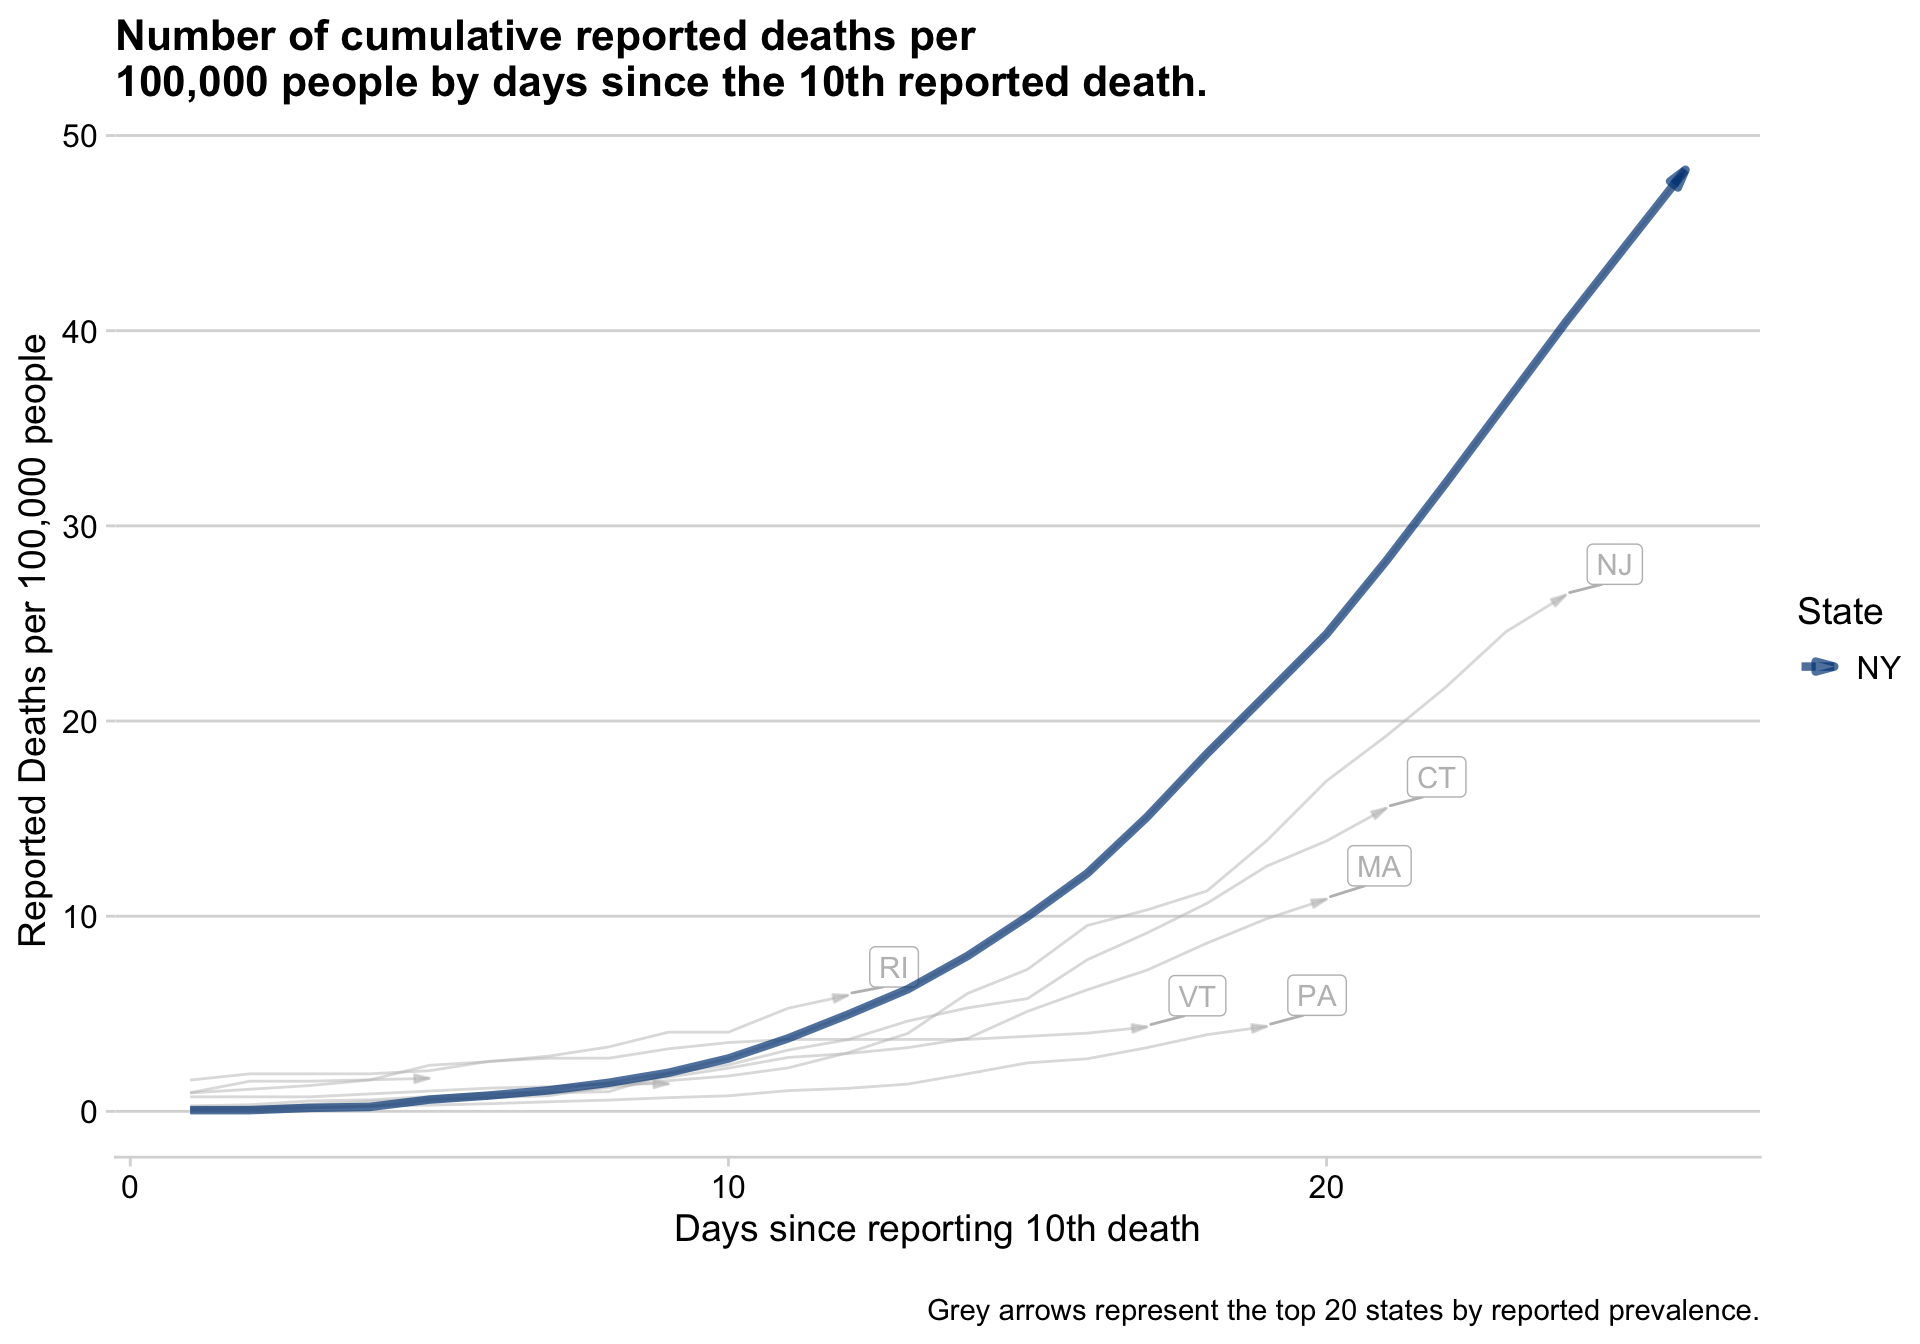 Number of cumulative reported deaths per
100,000 people by days since the 10th reported death.
Reported Deaths per 100,000 people
50
40
30
20
10
0
NJ
CT
MA
RI
VT
PA
State
NY
0
10
20
Days since reporting 10th death
Grey arrows represent the top 20 states by reported prevalence.